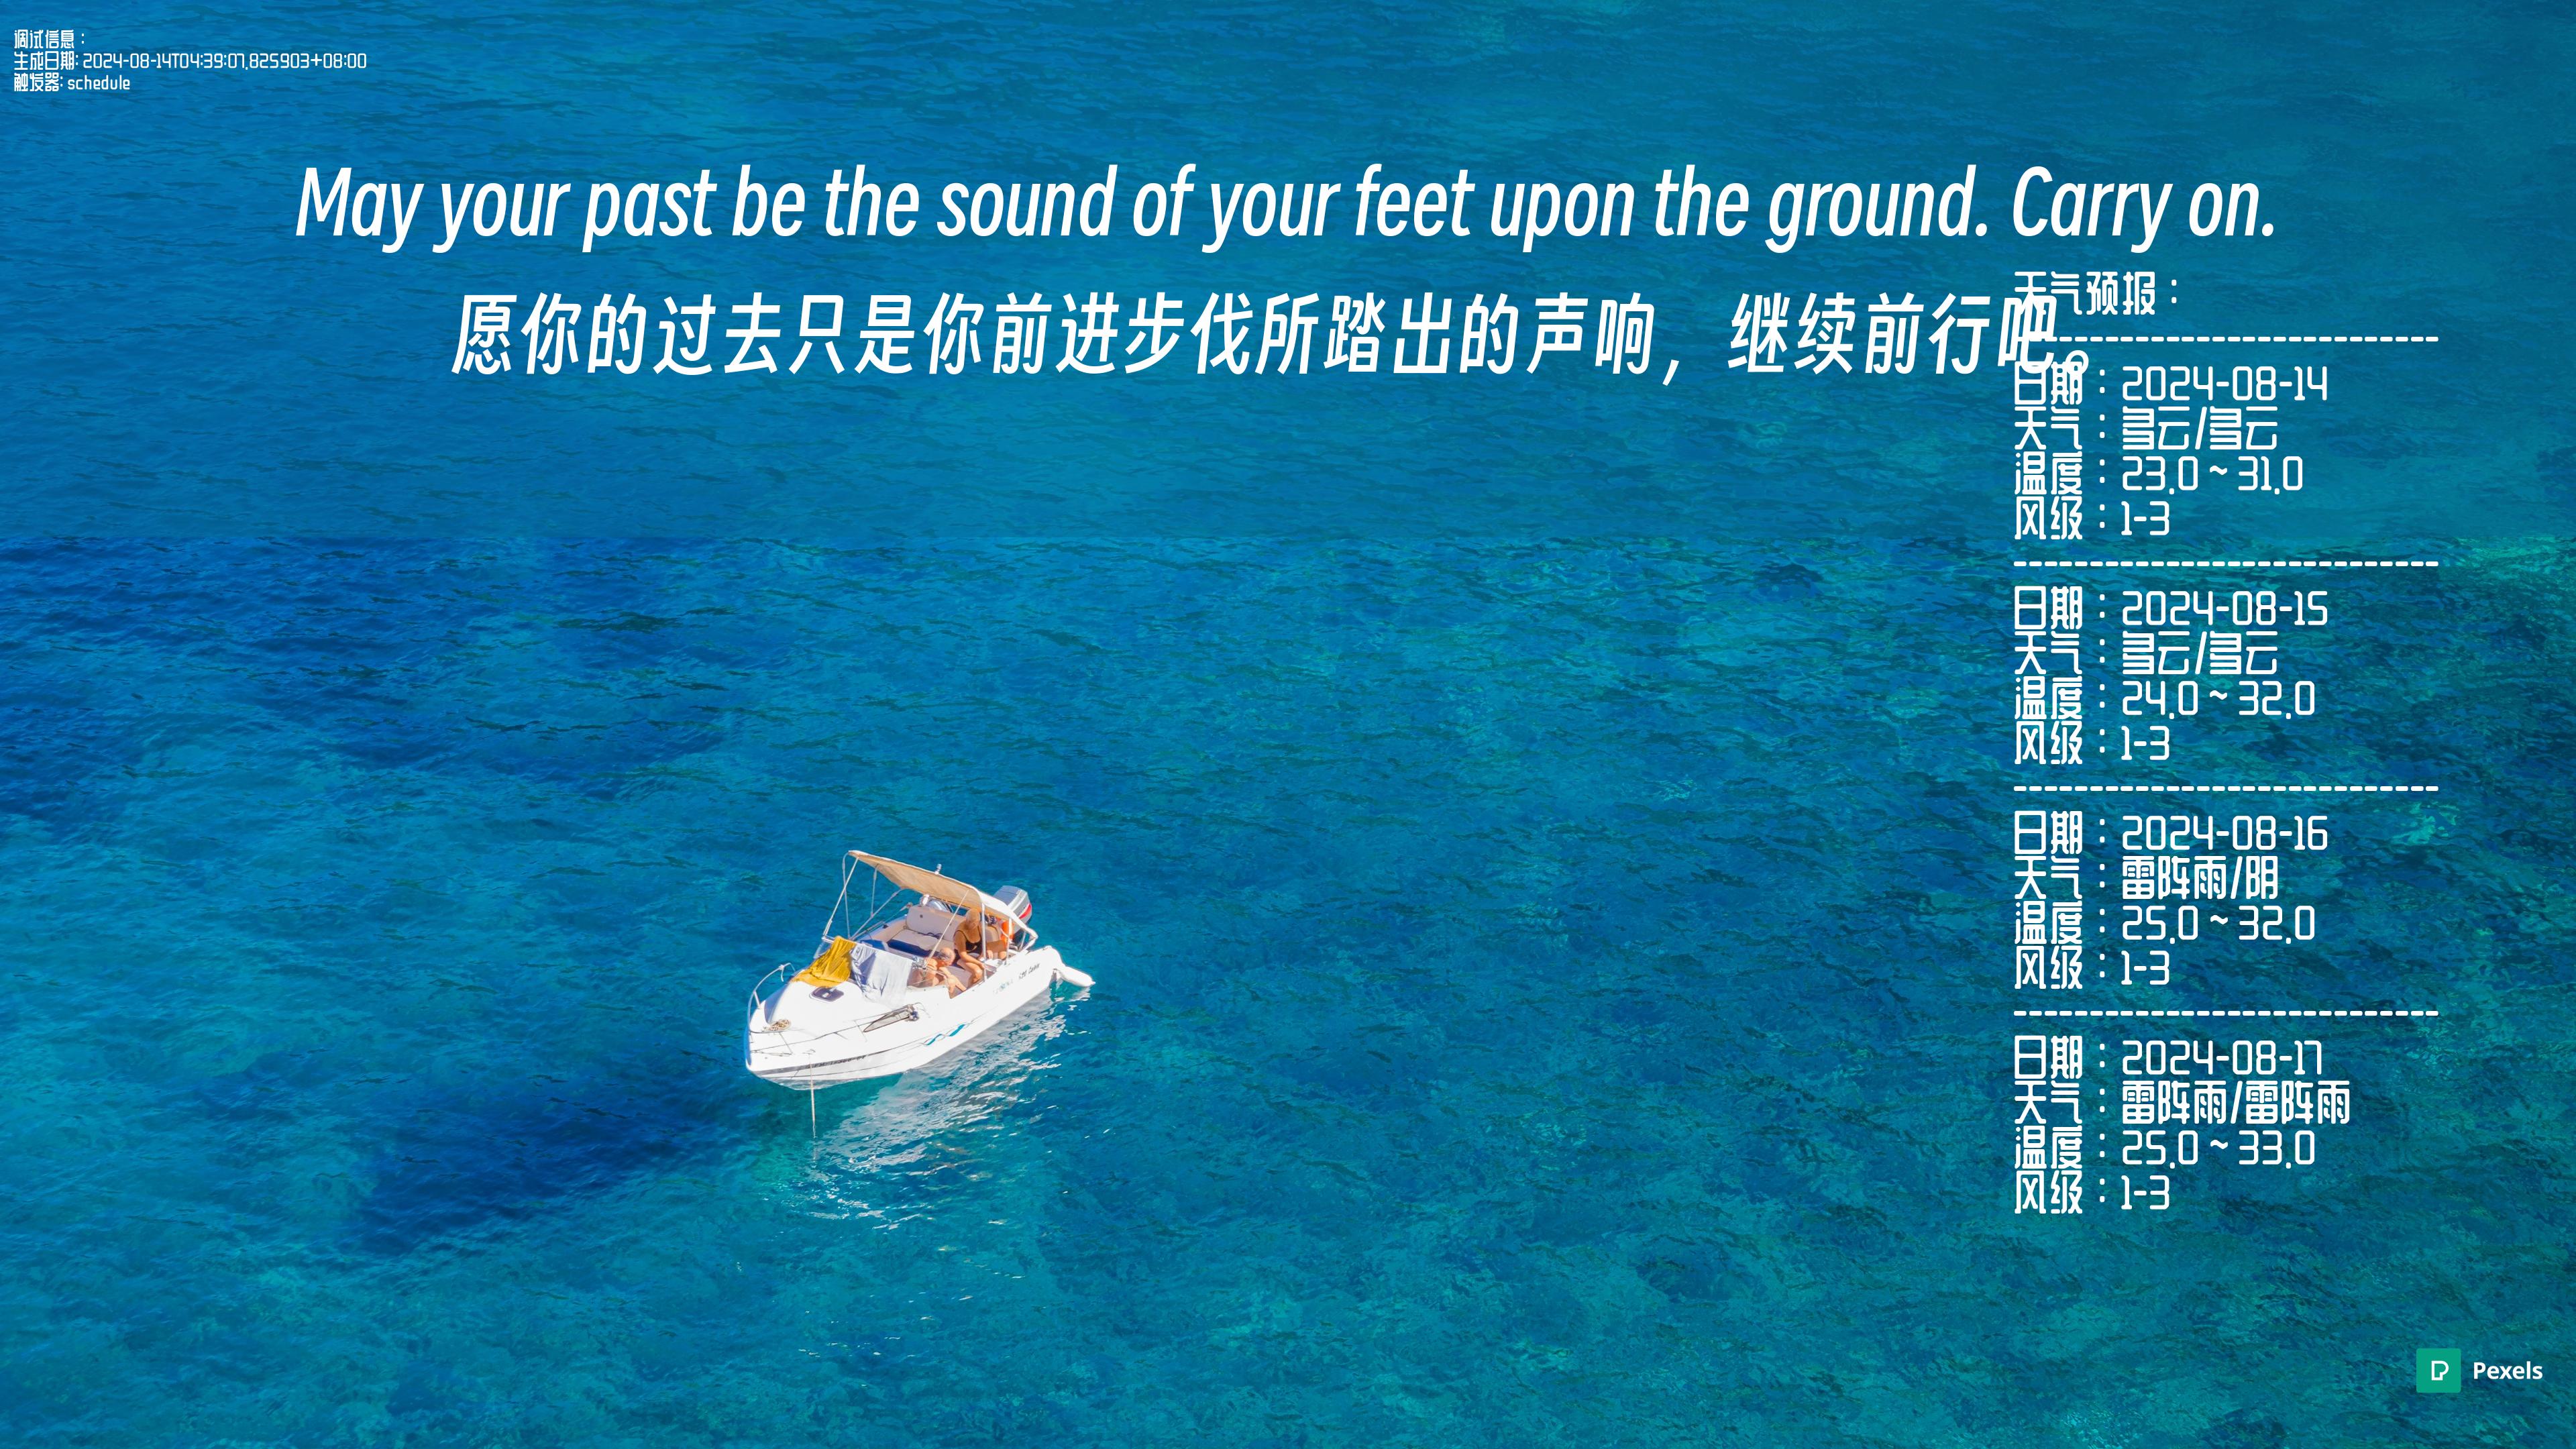 调试信息：
生成日期: 2024-08-14T04:39:07.825903+08:00
触发器: schedule
May your past be the sound of your feet upon the ground. Carry on.
愿你的过去只是你前进步伐所踏出的声响，继续前行吧。
天气预报：
----------------------------
日期：2024-08-14
天气：多云/多云
温度：23.0 ~ 31.0
风级：1-3
----------------------------
日期：2024-08-15
天气：多云/多云
温度：24.0 ~ 32.0
风级：1-3
----------------------------
日期：2024-08-16
天气：雷阵雨/阴
温度：25.0 ~ 32.0
风级：1-3
----------------------------
日期：2024-08-17
天气：雷阵雨/雷阵雨
温度：25.0 ~ 33.0
风级：1-3
Pexels